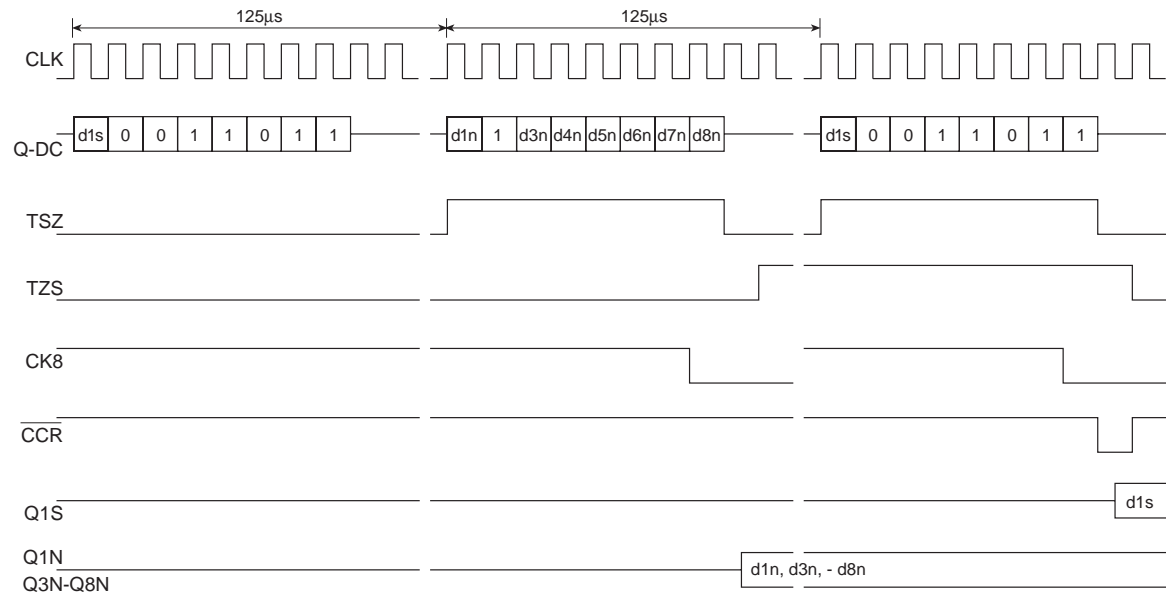 125μs 125μs
CLK
Q-DC d1s 0 0 1 1 0 1 1 d1n 1 d3n d4n d5n d6n d7n d8n d1s 0 0 1 1 0 1 1
TSZ
TZS
CK8
CCR
Q1S d1s
Q1N
d1n, d3n, - d8n
Q3N-Q8N